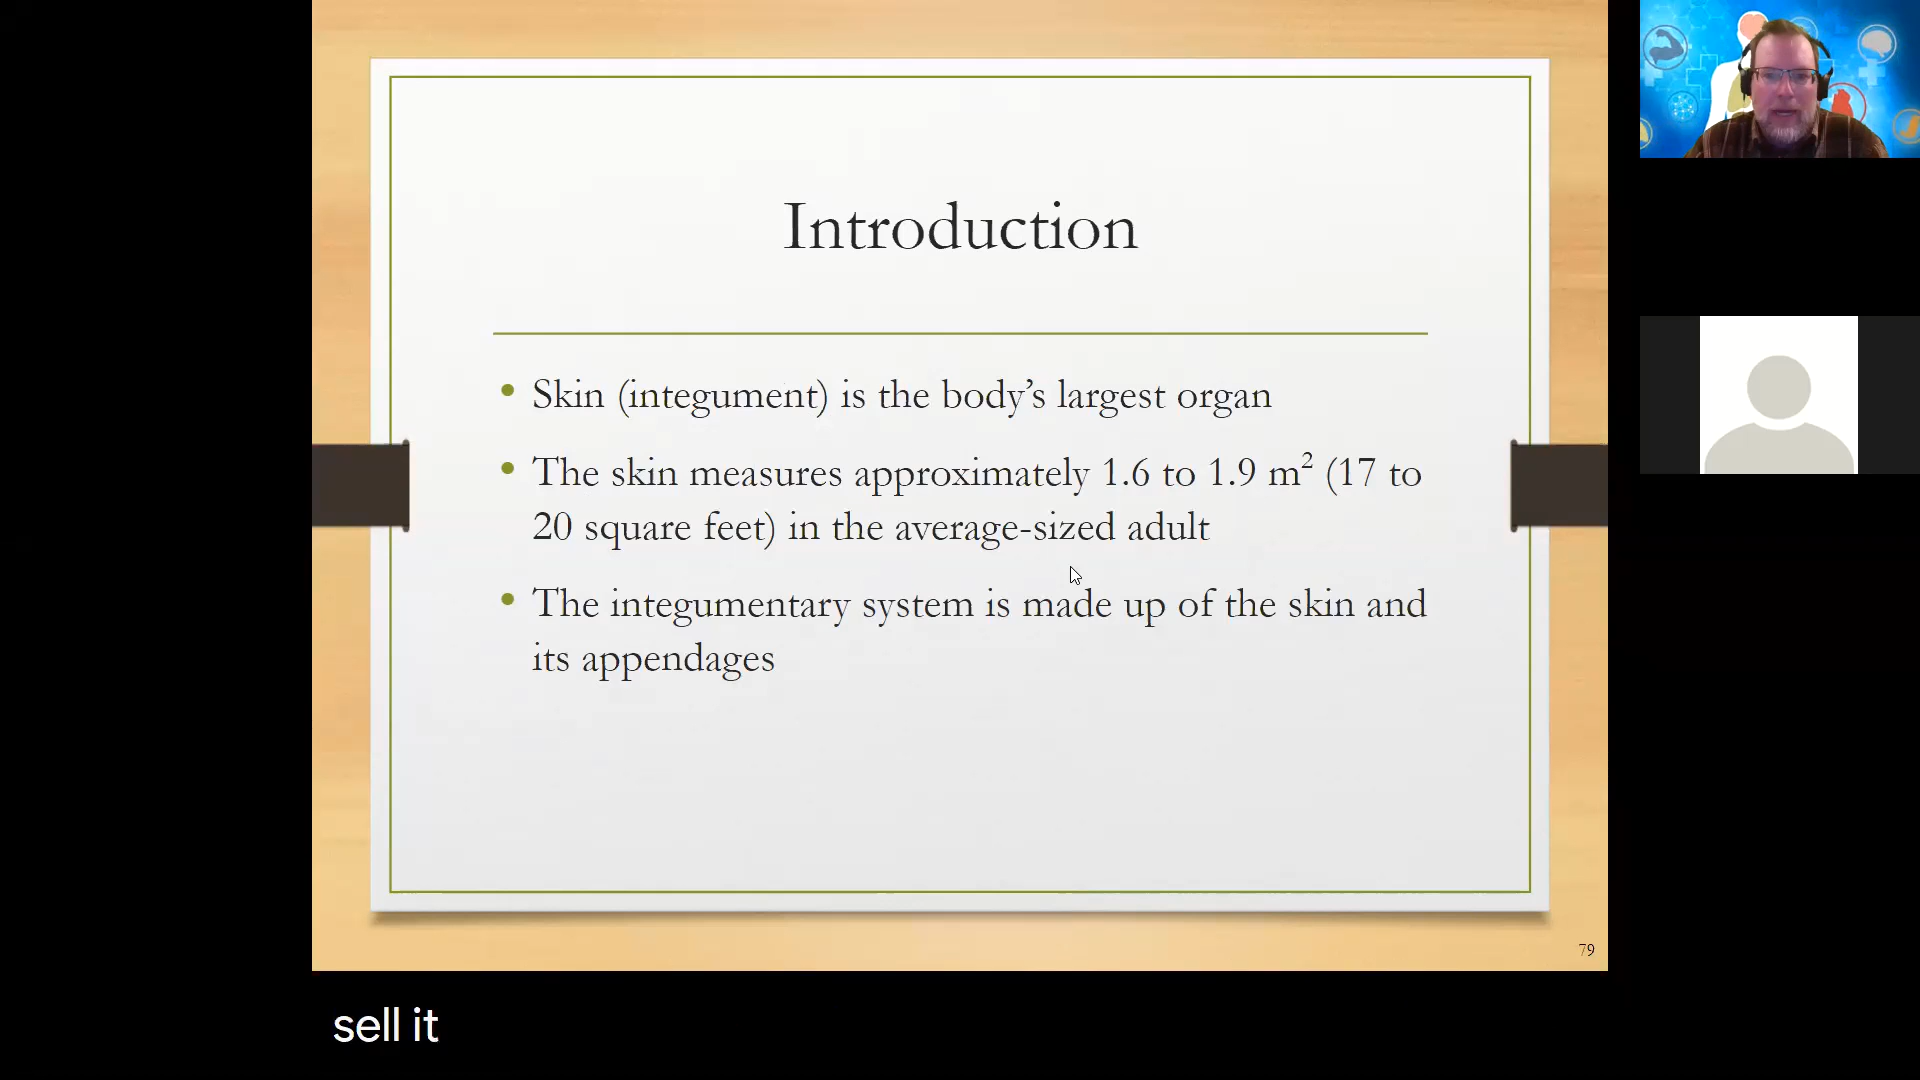 Introduction
• Skin (integument) is the body’s largest organ
• The skin measures approximately 1.6 to 1.9 m² (17 to
20 square feet) in the average-sized adult
• The integumentary system is made up of the skin and
its appendages
79
sell it